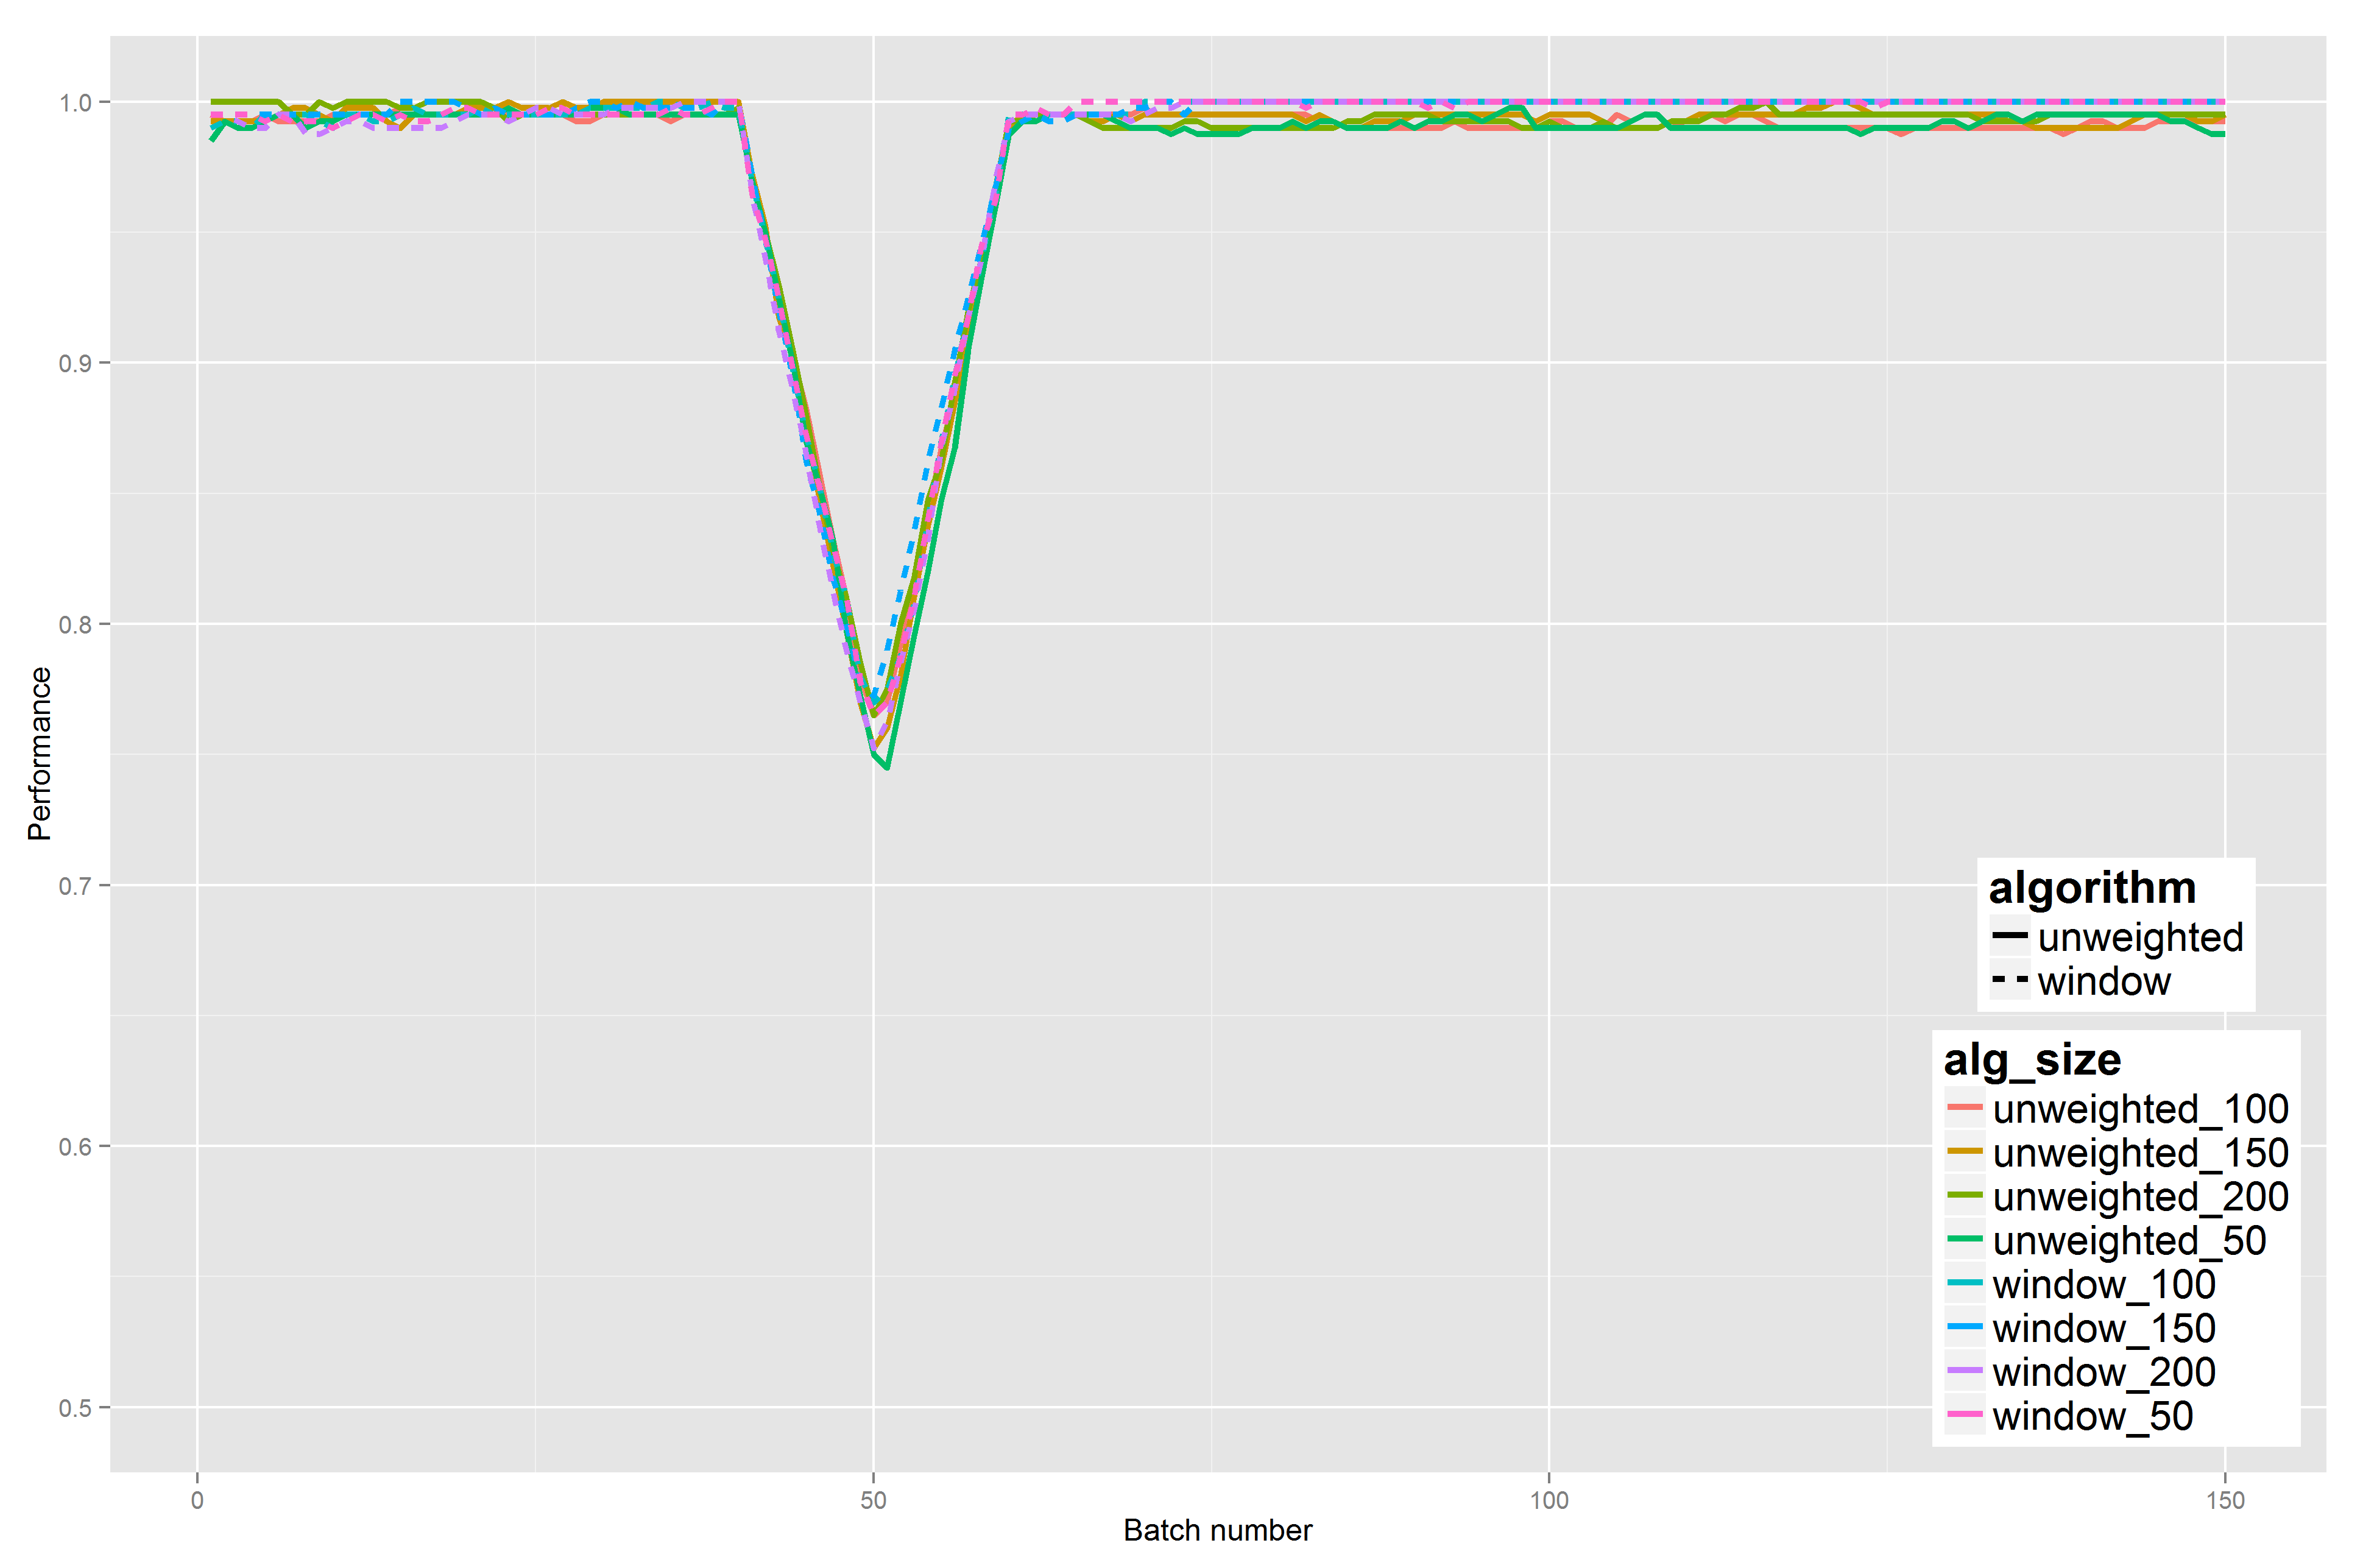 1.0
0.9
0.8
0.7
0.6
0.5
Performance
0
50
100
150
Batch number
algorithm
unweighted
window
alg_size
unweighted_100
unweighted_150
unweighted_200
unweighted_50
window_100
window_150
window_200
window_50